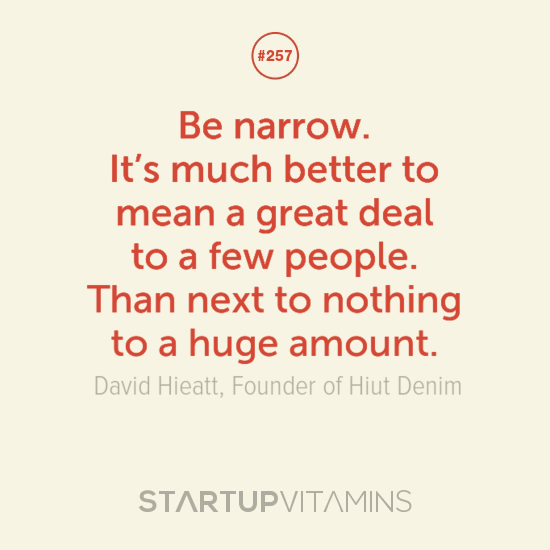 #257
Be narrow.
It's much better to
mean a great deal
to a few people.
Than next to nothing
to a huge amount.
David Hieatt, Founder of Hiut Denim
STARTUPVITAMINS